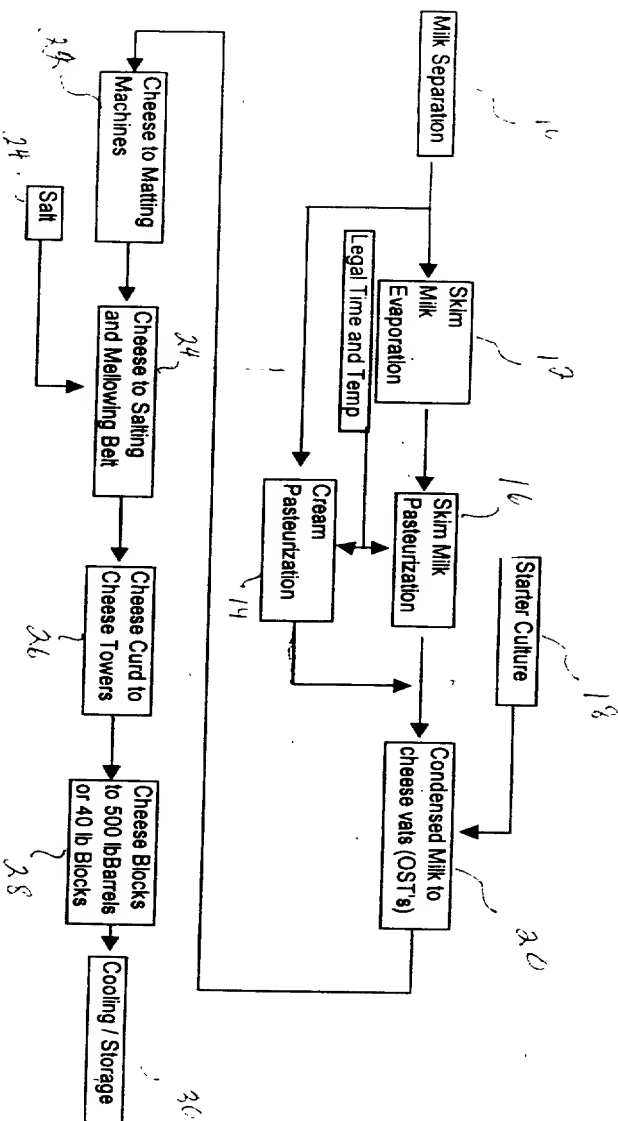 Starter Culture
18
Milk Separation
Skim
Milk
Evaporation
12
Skim Milk
Pasteurization
16
Condensed Milk to
cheese vats (OST's)
20
Legal Time and Temp
Cream
Pasteurization
14
Cheese to Matting
Machines
Cheese to Salting
and Mellowing Belt
24
Cheese Curd to
Cheese Towers
26
Cheese Blocks
to 500 lbBarrels
or 40 lb Blocks
28
Cooling / Storage
30
Salt
24